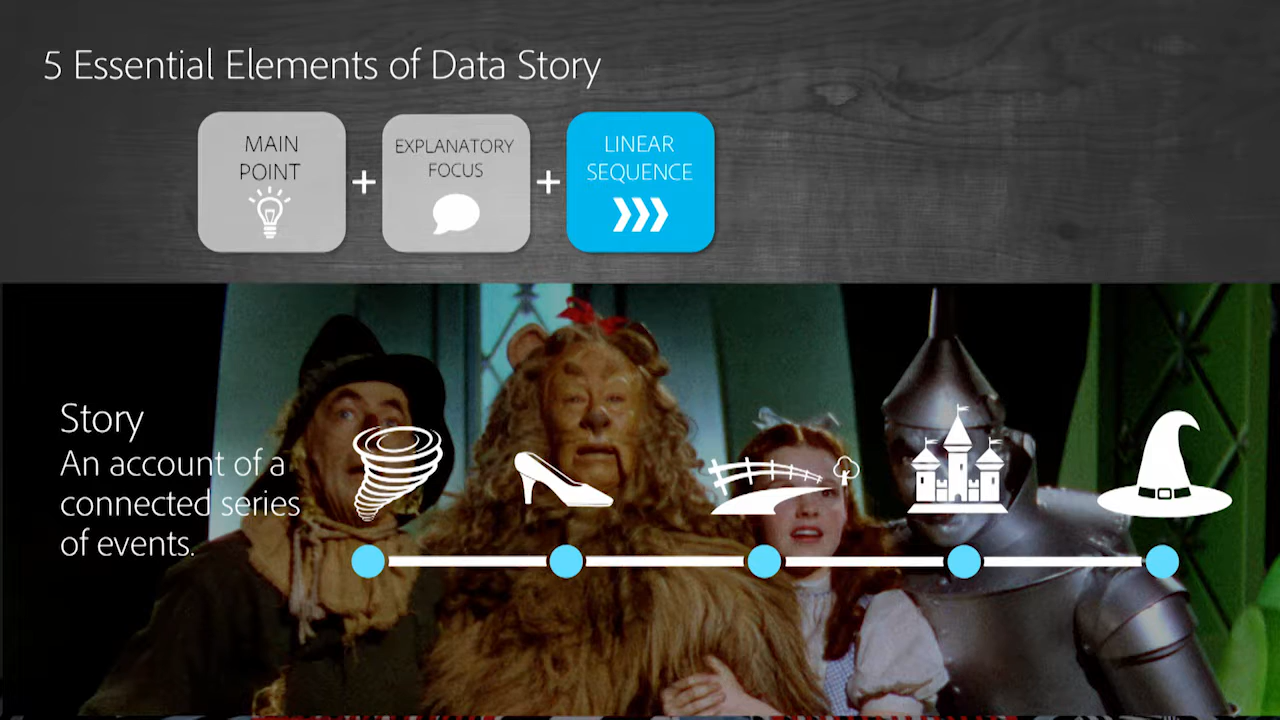 5 Essential Elements of Data Story
MAIN
POINT
+
EXPLANATORY
FOCUS
+
LINEAR
SEQUENCE
Story
An account of a
connected series
of events.